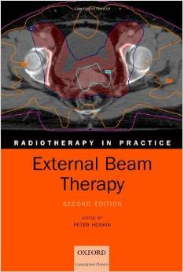 RADIOTHERAPY IN PRACTICE
External Beam
Therapy
SECOND EDITION
EDITED BY
PETER HOSKIN
OXFORD